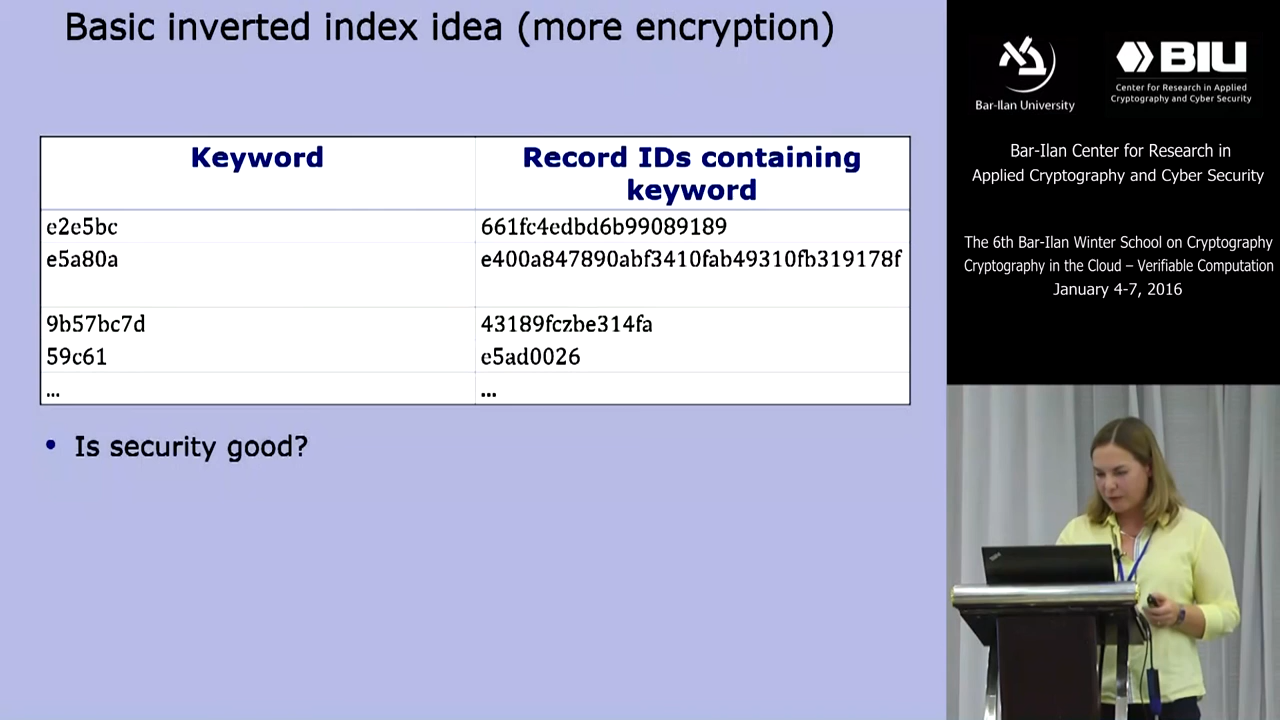 Basic inverted index idea (more encryption)
Keyword
Record IDs containing
keyword
e2e5bc
661fc4edbd6b99089189
e5a80a
e400a847890abf3410fab49310fb319178f
9b57bc7d
43189fczbe314fa
59c61
e5ad0026
...
...
• Is security good?
Bar-Ilan University
BIU
Center for Research in Applied
Cryptography and Cyber Security
Bar-Ilan Center for Research in
Applied Cryptography and Cyber Security
The 6th Bar-Ilan Winter School on Cryptography
Cryptography in the Cloud – Verifiable Computation
January 4-7, 2016